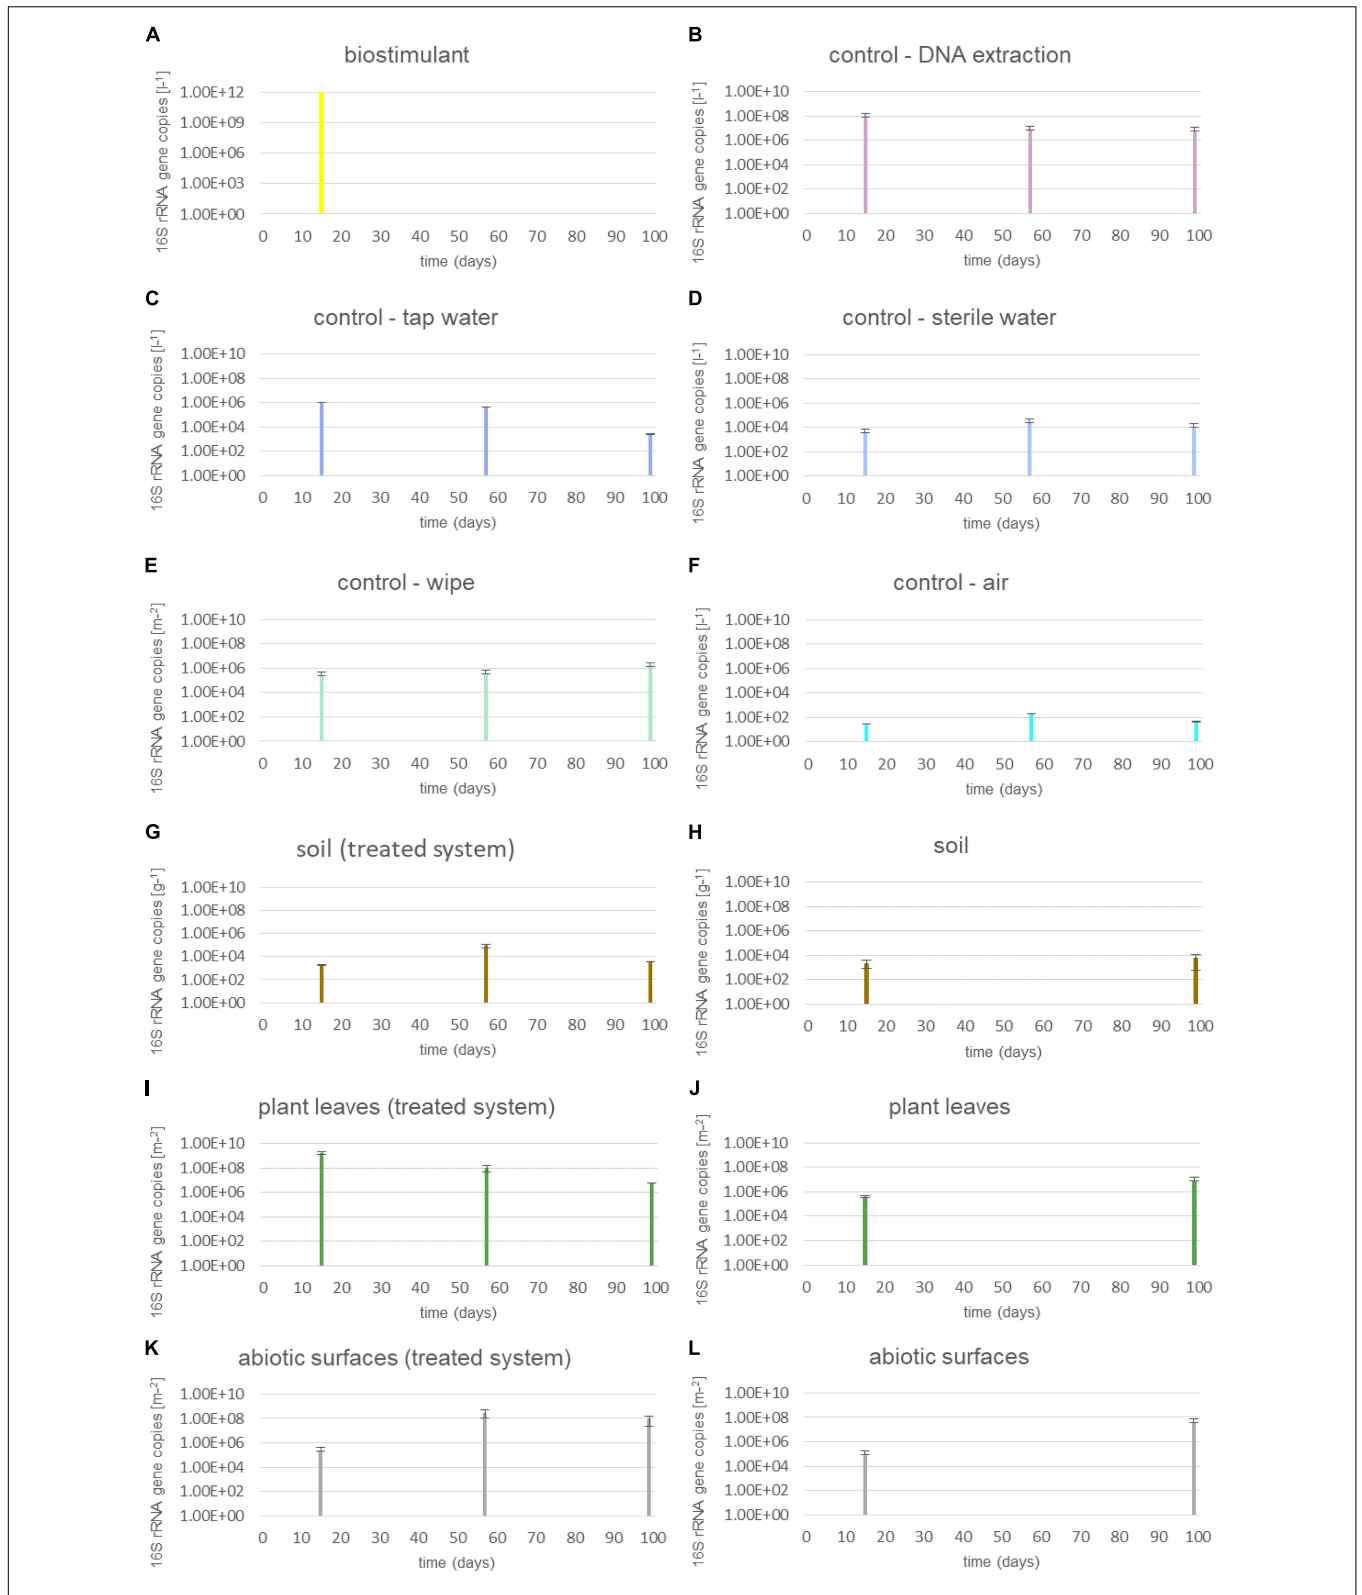 A
biostimulant
16S rRNA gene copies [l-1]
1.00E+12
1.00E+09
1.00E+06
1.00E+03
1.00E+00
0 10 20 30 40 50 60 70 80 90 100
time (days)
B
control - DNA extraction
16S rRNA gene copies [l-1]
1.00E+10
1.00E+08
1.00E+06
1.00E+04
1.00E+02
1.00E+00
0 10 20 30 40 50 60 70 80 90 100
time (days)
C
control - tap water
16S rRNA gene copies [l-1]
1.00E+10
1.00E+08
1.00E+06
1.00E+04
1.00E+02
1.00E+00
0 10 20 30 40 50 60 70 80 90 100
time (days)
D
control - sterile water
16S rRNA gene copies [l-1]
1.00E+10
1.00E+08
1.00E+06
1.00E+04
1.00E+02
1.00E+00
0 10 20 30 40 50 60 70 80 90 100
time (days)
E
control - wipe
16S rRNA gene copies [m-2]
1.00E+10
1.00E+08
1.00E+06
1.00E+04
1.00E+02
1.00E+00
0 10 20 30 40 50 60 70 80 90 100
time (days)
F
control - air
16S rRNA gene copies [l-1]
1.00E+10
1.00E+08
1.00E+06
1.00E+04
1.00E+02
1.00E+00
0 10 20 30 40 50 60 70 80 90 100
time (days)
G
soil (treated system)
16S rRNA gene copies [g-1]
1.00E+10
1.00E+08
1.00E+06
1.00E+04
1.00E+02
1.00E+00
0 10 20 30 40 50 60 70 80 90 100
time (days)
H
soil
16S rRNA gene copies [g-1]
1.00E+10
1.00E+08
1.00E+06
1.00E+04
1.00E+02
1.00E+00
0 10 20 30 40 50 60 70 80 90 100
time (days)
I
plant leaves (treated system)
16S rRNA gene copies [m-2]
1.00E+10
1.00E+08
1.00E+06
1.00E+04
1.00E+02
1.00E+00
0 10 20 30 40 50 60 70 80 90 100
time (days)
J
plant leaves
16S rRNA gene copies [m-2]
1.00E+10
1.00E+08
1.00E+06
1.00E+04
1.00E+02
1.00E+00
0 10 20 30 40 50 60 70 80 90 100
time (days)
K
abiotic surfaces (treated system)
16S rRNA gene copies [m-2]
1.00E+10
1.00E+08
1.00E+06
1.00E+04
1.00E+02
1.00E+00
0 10 20 30 40 50 60 70 80 90 100
time (days)
L
abiotic surfaces
16S rRNA gene copies [m-2]
1.00E+10
1.00E+08
1.00E+06
1.00E+04
1.00E+02
1.00E+00
0 10 20 30 40 50 60 70 80 90 100
time (days)